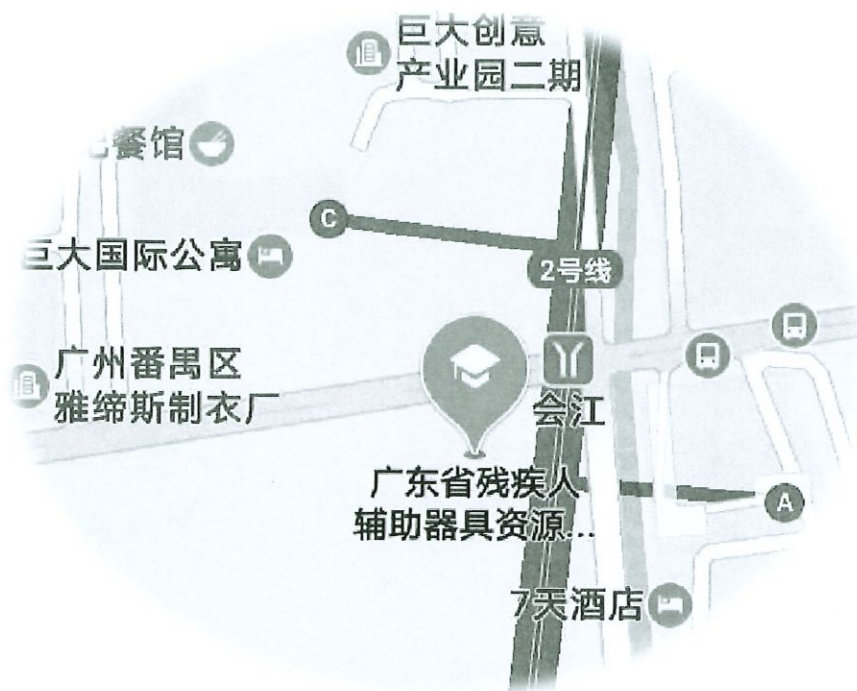 巨大创意
产业园二期
餐馆
C
巨大国际公寓
2号线
广州番禺区
雅缔斯制衣厂
会江
广东省残疾人
辅助器具资源...
A
7天酒店